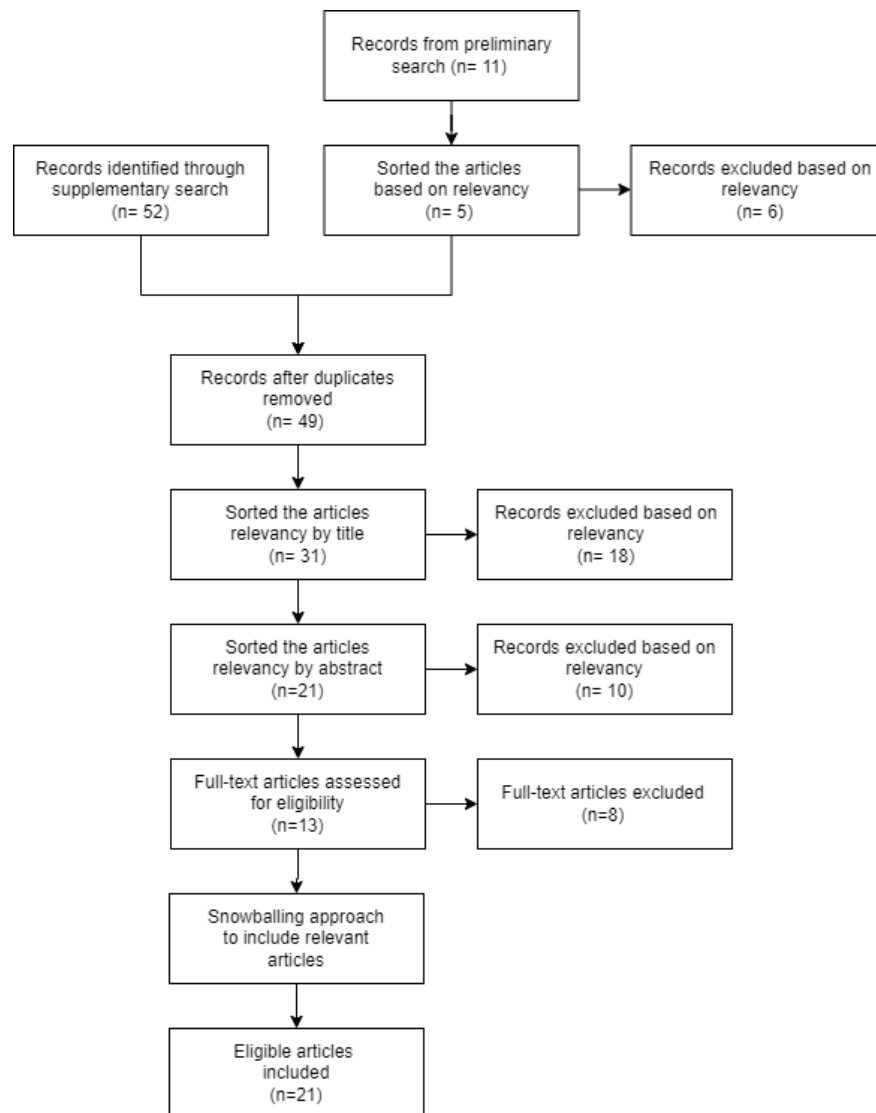 Records from preliminary
search (n= 11)
Records identified through
supplementary search
(n= 52)
Sorted the articles
based on relevancy
(n= 5)
Records excluded based on
relevancy
(n= 6)
Records after duplicates
removed
(n= 49)
Sorted the articles
relevancy by title
(n= 31)
Records excluded based on
relevancy
(n= 18)
Sorted the articles
relevancy by abstract
(n=21)
Records excluded based on
relevancy
(n= 10)
Full-text articles assessed
for eligibility
(n=13)
Full-text articles excluded
(n=8)
Snowballing approach
to include relevant
articles
Eligible articles
included
(n=21)